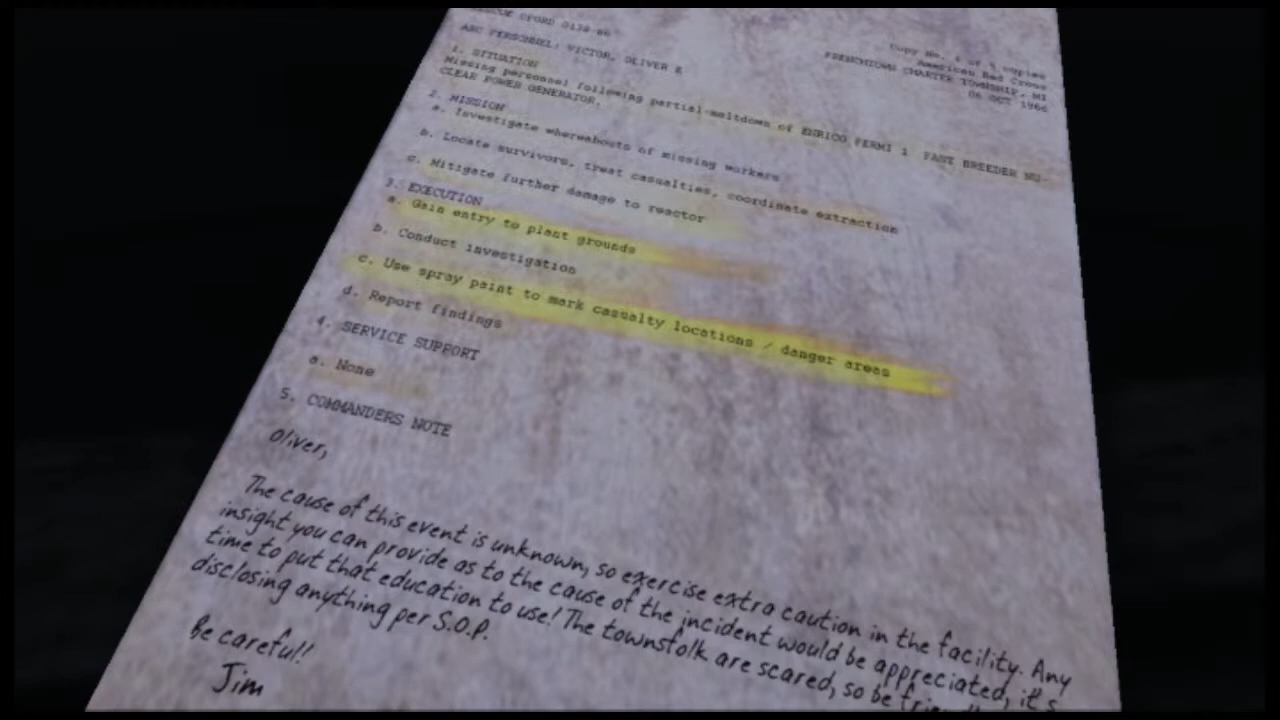 OPORD 0138-66
Copy No. 1 of 3 copies
American Red Cross
FRENCHTOWN CHARTER TOWNSHIP, MI
06 OCT 1966
ARC PERSONNEL: VICTOR, OLIVER E
1. SITUATION
Missing personnel following partial-meltdown of ENRICO FERMI 1 FAST BREEDER NU-
CLEAR POWER GENERATOR.
2. MISSION
a. Investigate whereabouts of missing workers
b. Locate survivors, treat casualties, coordinate extraction
c. Mitigate further damage to reactor
3. EXECUTION
a. Gain entry to plant grounds
b. Conduct investigation
c. Use spray paint to mark casualty locations / danger areas
d. Report findings
4. SERVICE SUPPORT
a. None
5. COMMANDERS NOTE
Oliver,
The cause of this event is unknown, so exercise extra caution in the facility. Any
insight you can provide as to the cause of the incident would be appreciated, it's
time to put that education to use! The townsfolk are scared, so be
disclosing anything per S.O.P.
Be careful!
Jim